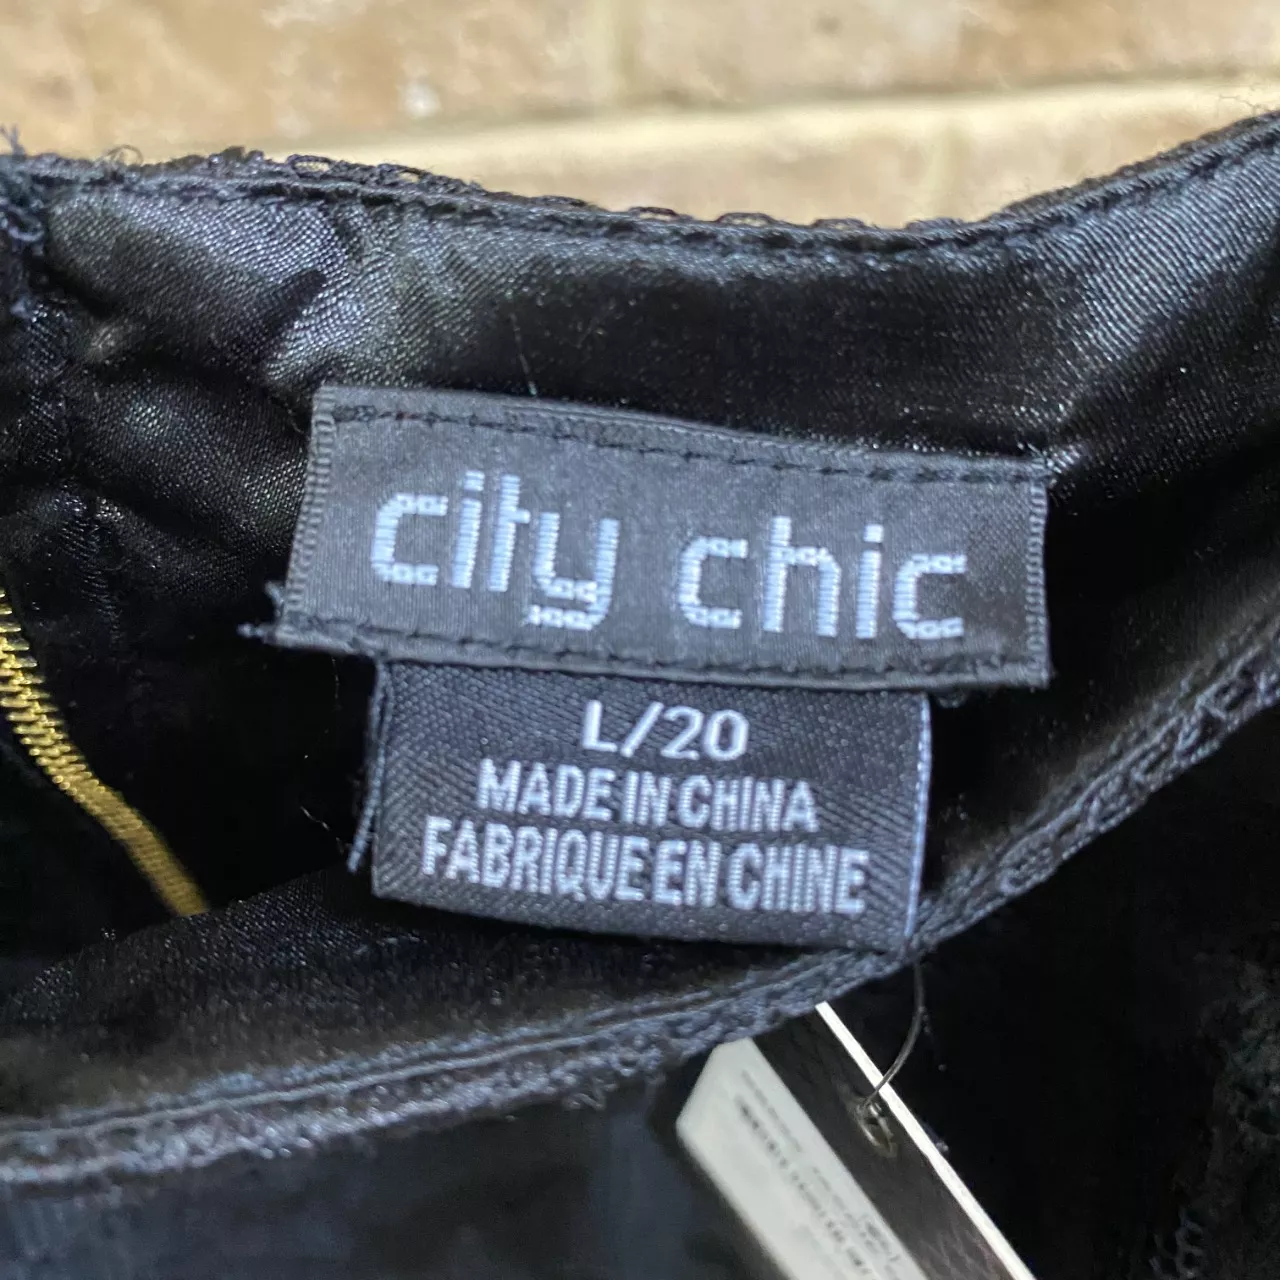 city chic
L/20
MADE IN CHINA
FABRIQUE EN CHINE